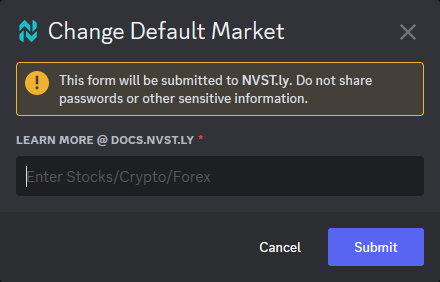 Change Default Market
This form will be submitted to NVST.ly. Do not share
passwords or other sensitive information.
LEARN MORE @ DOCS.NVST.LY *
Enter Stocks/Crypto/Forex
Cancel
Submit